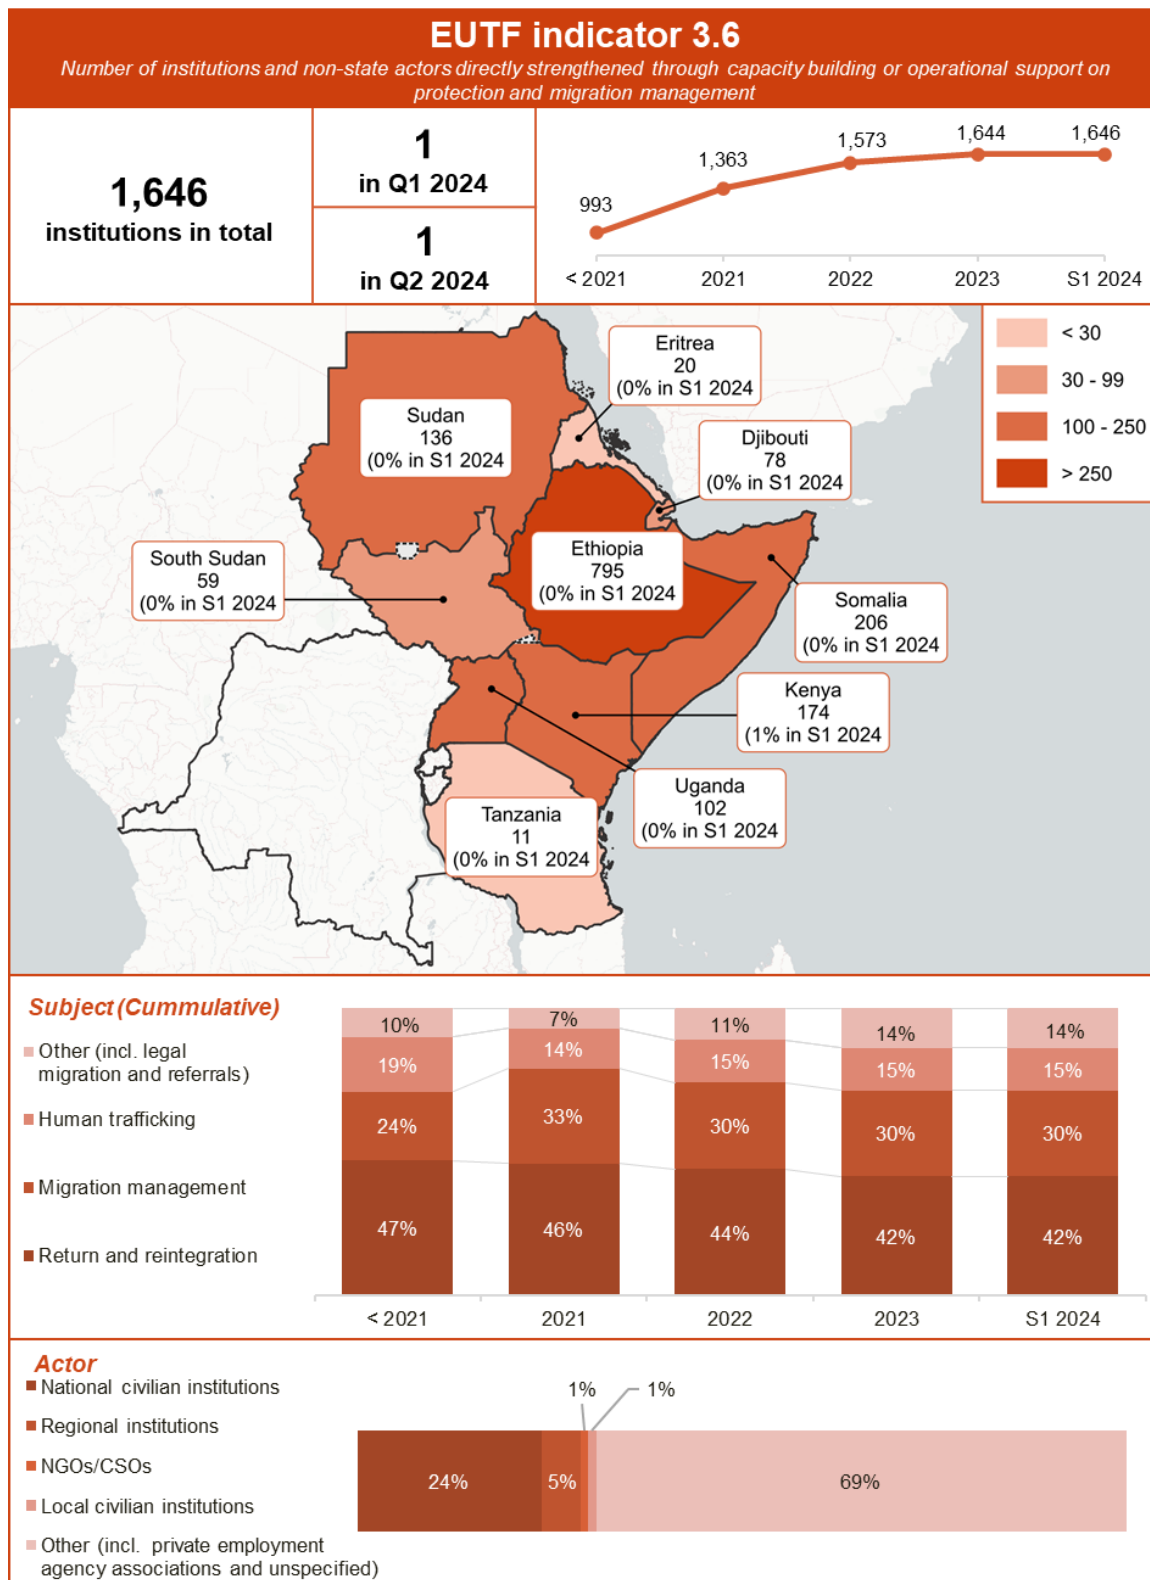 EUTF indicator 3.6
Number of institutions and non-state actors directly strengthened through capacity building or operational support on
protection and migration management
1,646
institutions in total
1
in Q1 2024
1
in Q2 2024
993
1,363
1,573
1,644
1,646
< 2021
2021
2022
2023
S1 2024
< 30
30 - 99
100 - 250
> 250
Eritrea
20
(0% in S1 2024
Sudan
136
(0% in S1 2024
Djibouti
78
(0% in S1 2024
Ethiopia
795
(0% in S1 2024
South Sudan
59
(0% in S1 2024
Somalia
206
(0% in S1 2024
Kenya
174
(1% in S1 2024
Uganda
102
(0% in S1 2024
Tanzania
11
(0% in S1 2024
Subject (Cummulative)
Other (incl. legal
migration and referrals)
Human trafficking
Migration management
Return and reintegration
10%
7%
11%
14%
14%
19%
14%
15%
15%
15%
24%
33%
30%
30%
30%
47%
46%
44%
42%
42%
< 2021
2021
2022
2023
S1 2024
Actor
National civilian institutions
Regional institutions
NGOs/CSOs
Local civilian institutions
Other (incl. private employment
agency associations and unspecified)
1%
1%
24%
5%
69%